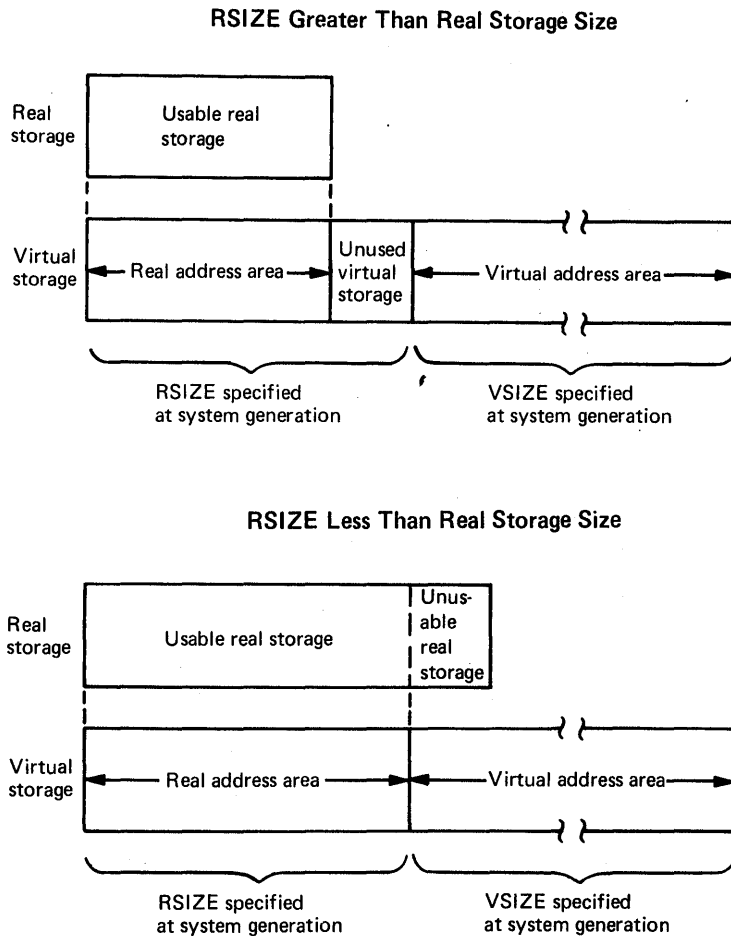 RSIZE Greater Than Real Storage Size
Real
storage
Usable real
storage
Virtual
storage
Real address area
Unused
virtual
storage
Virtual address area
RSIZE specified
at system generation
VSIZE specified
at system generation
RSIZE Less Than Real Storage Size
Real
storage
Usable real storage
Unus-
able
real
storage
Virtual
storage
Real address area
Virtual address area
RSIZE specified
at system generation
VSIZE specified
at system generation